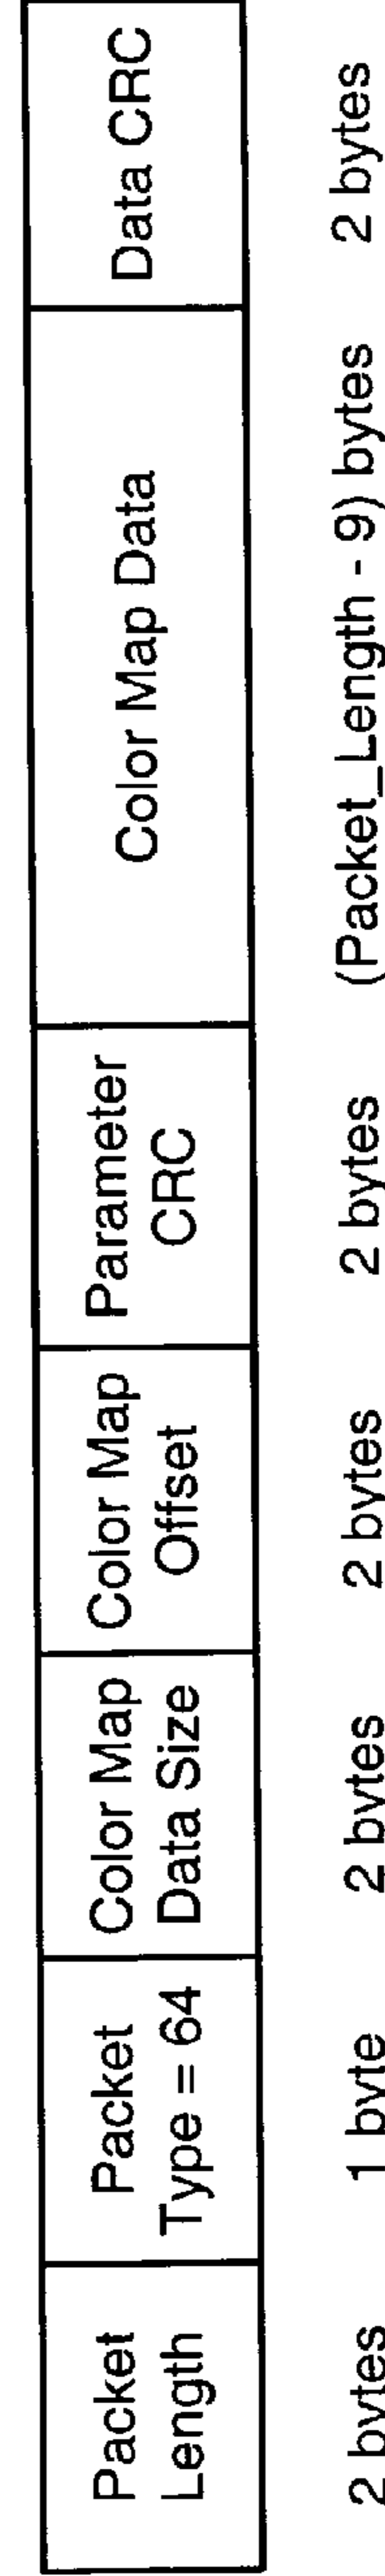 Packet
Length
Packet
Type = 64
Color Map
Data Size
Color Map
Offset
Parameter
CRC
Color Map Data
Data CRC
2 bytes
1 byte
2 bytes
2 bytes
2 bytes
(Packet_Length - 9) bytes
2 bytes